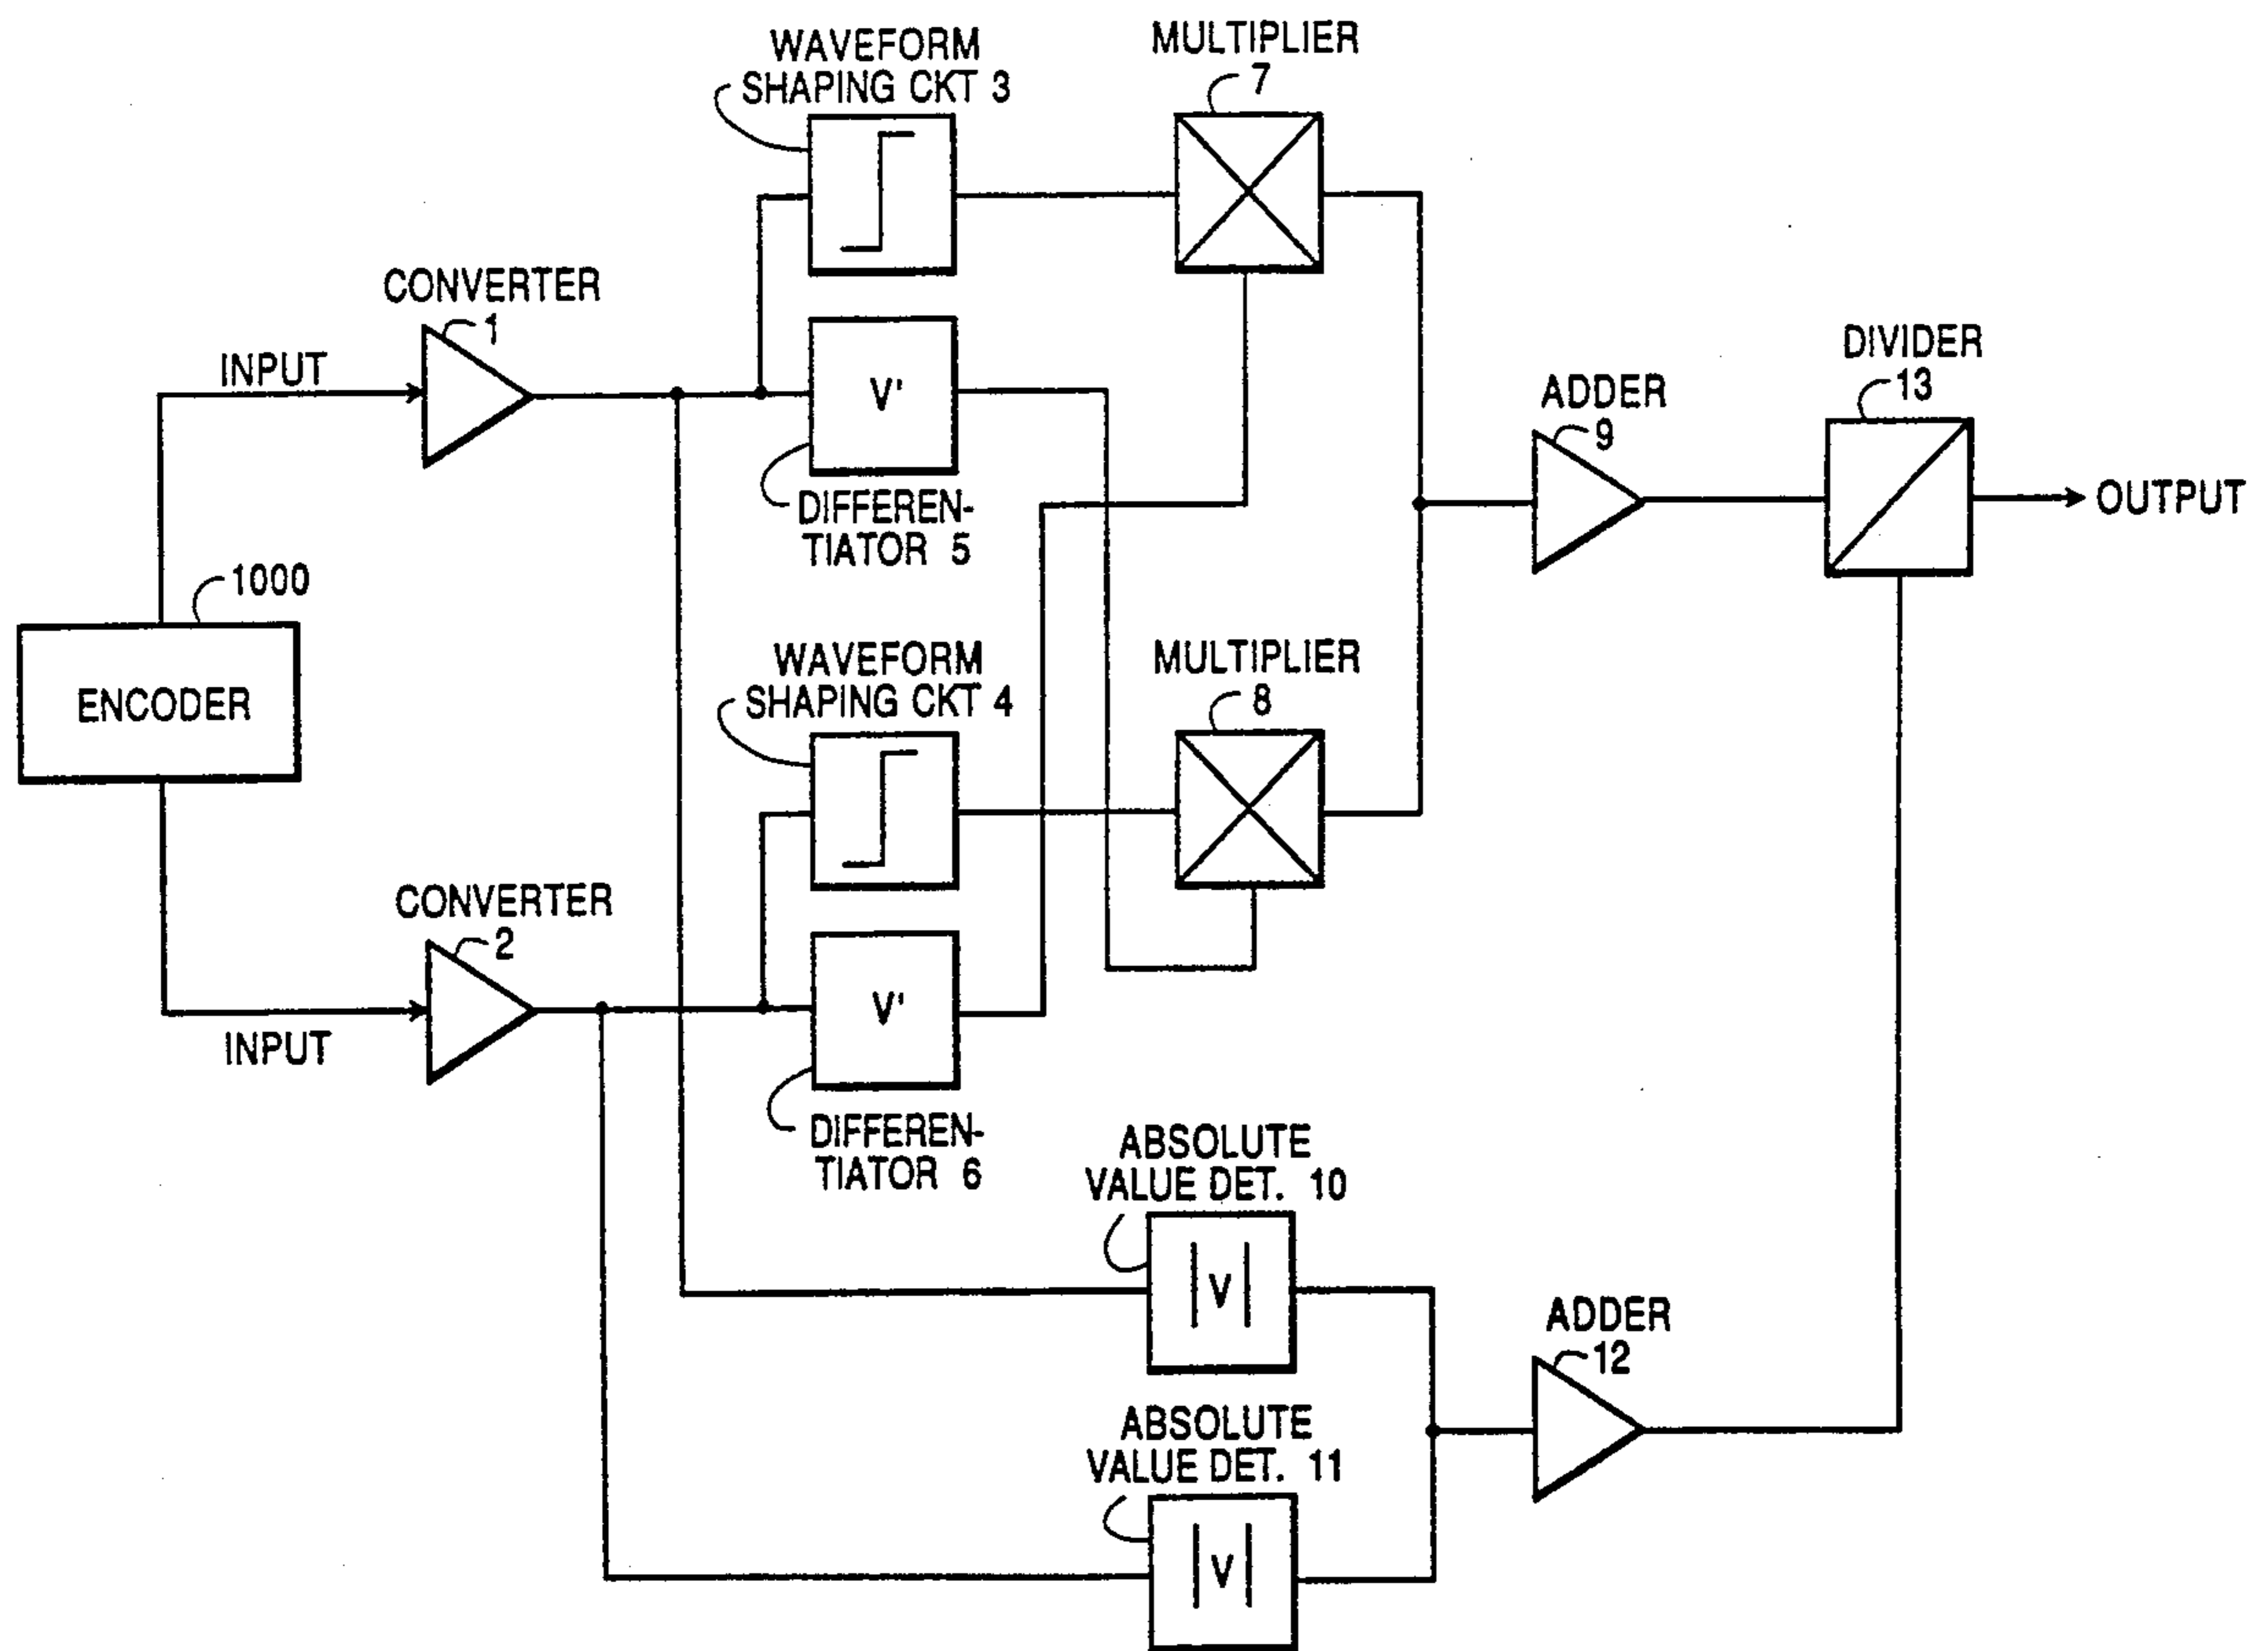 WAVEFORM
SHAPING CKT 3
MULTIPLIER
7
CONVERTER
1
INPUT
V'
DIFFEREN-
TIATOR 5
ADDER
9
DIVIDER
13
OUTPUT
1000
ENCODER
WAVEFORM
SHAPING CKT 4
MULTIPLIER
8
CONVERTER
2
INPUT
V'
DIFFEREN-
TIATOR 6
ABSOLUTE
VALUE DET. 10
|V|
ADDER
12
ABSOLUTE
VALUE DET. 11
|V|